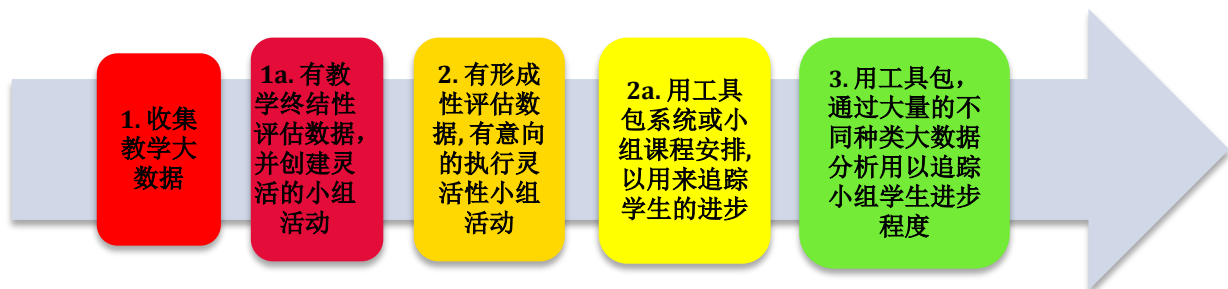 1. 收集
教学大
数据
1a. 有教
学终结性
评估数据，
并创建灵
活的小组
活动
2. 有形成
性评估数
据, 有意向
的执行灵
活性小组
活动
2a. 用工具
包系统或小
组课程安排,
以用来追踪
学生的进步
3. 用工具包，
通过大量的不
同种类大数据
分析用以追踪
小组学生进步
程度